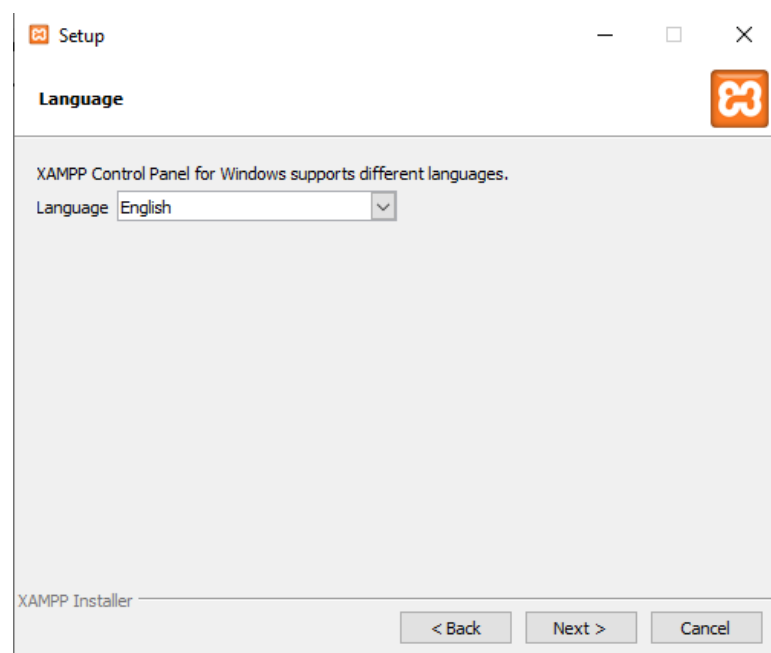 Setup
Language
XAMPP Control Panel for Windows supports different languages.
Language English
XAMPP Installer
< Back Next > Cancel